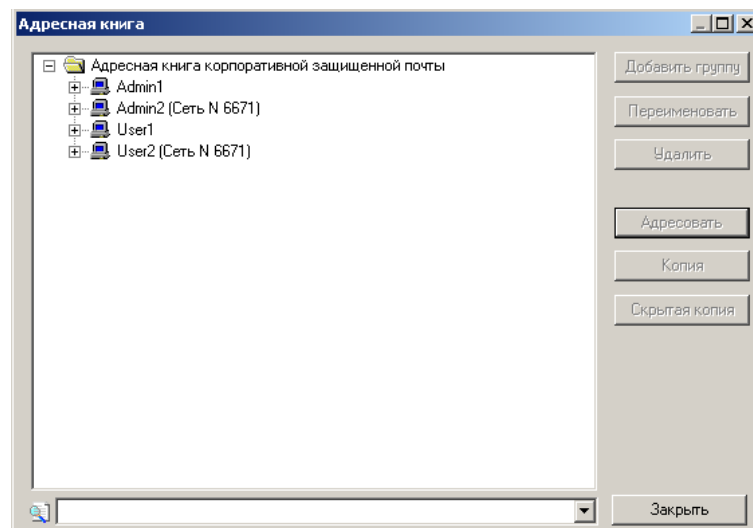 Адресная книга
Адресная книга корпоративной защищенной почты
Admin1
Admin2 (Сеть N 6671)
User1
User2 (Сеть N 6671)
Добавить группу
Переименовать
Удалить
Адресовать
Копия
Скрытая копия
Закрыть